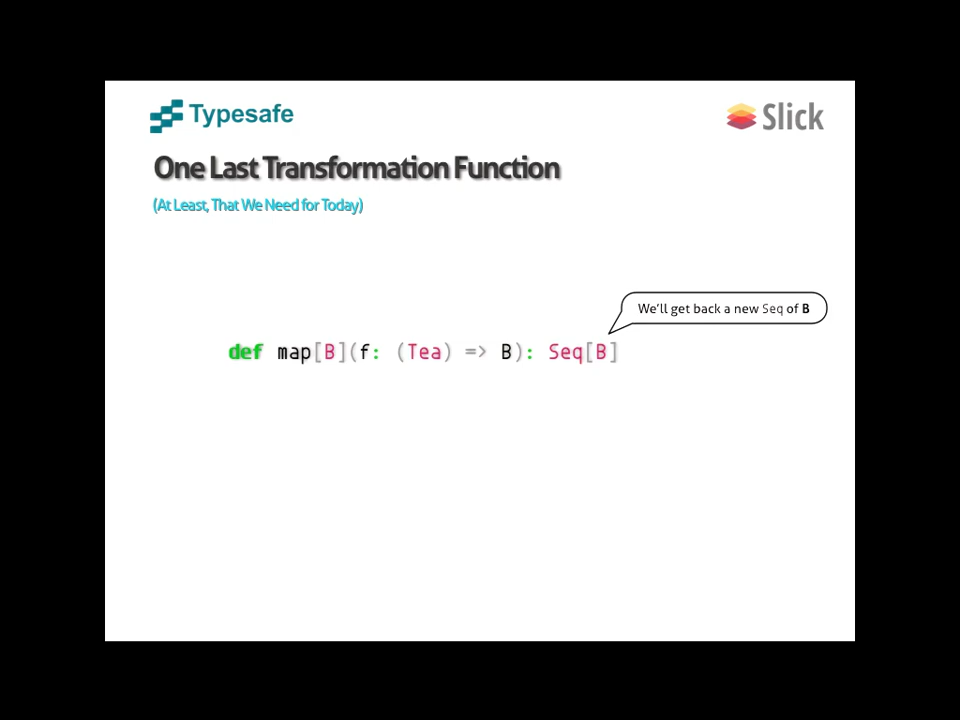 Typesafe
Slick
One Last Transformation Function
(At Least, That We Need for Today)
We'll get back a new Seq of B
def map[B](f: (Tea) => B): Seq[B]